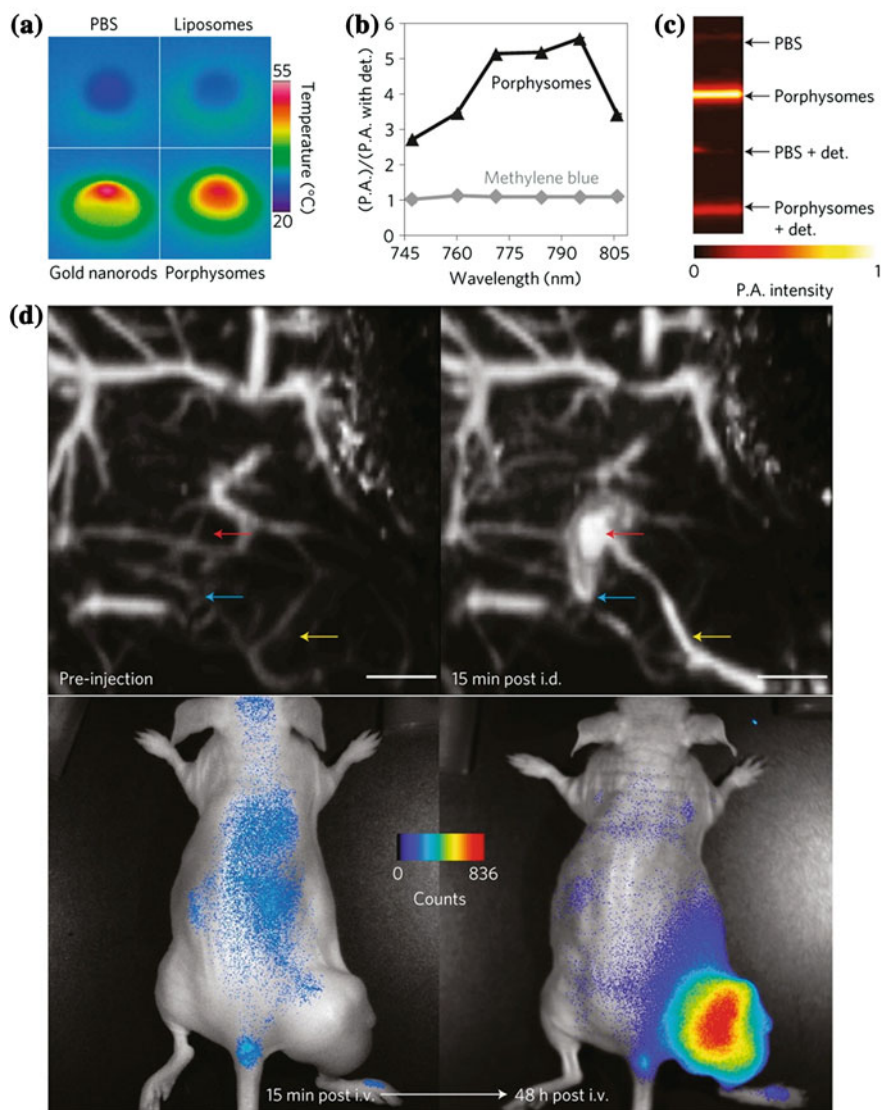 (a)
PBS Liposomes
55
Temperature (°C)
20
Gold nanorods Porphysomes
(b)
(P.A.)/(P.A. with det.)
6
5
4
3
2
1
0
Porphysomes
Methylene blue
745 760 775 790 805
Wavelength (nm)
(c)
PBS
Porphysomes
PBS + det.
Porphysomes
+ det.
0 1
P.A. intensity
(d)
Pre-injection
15 min post i.d.
0 836
Counts
15 min post i.v. 48 h post i.v.